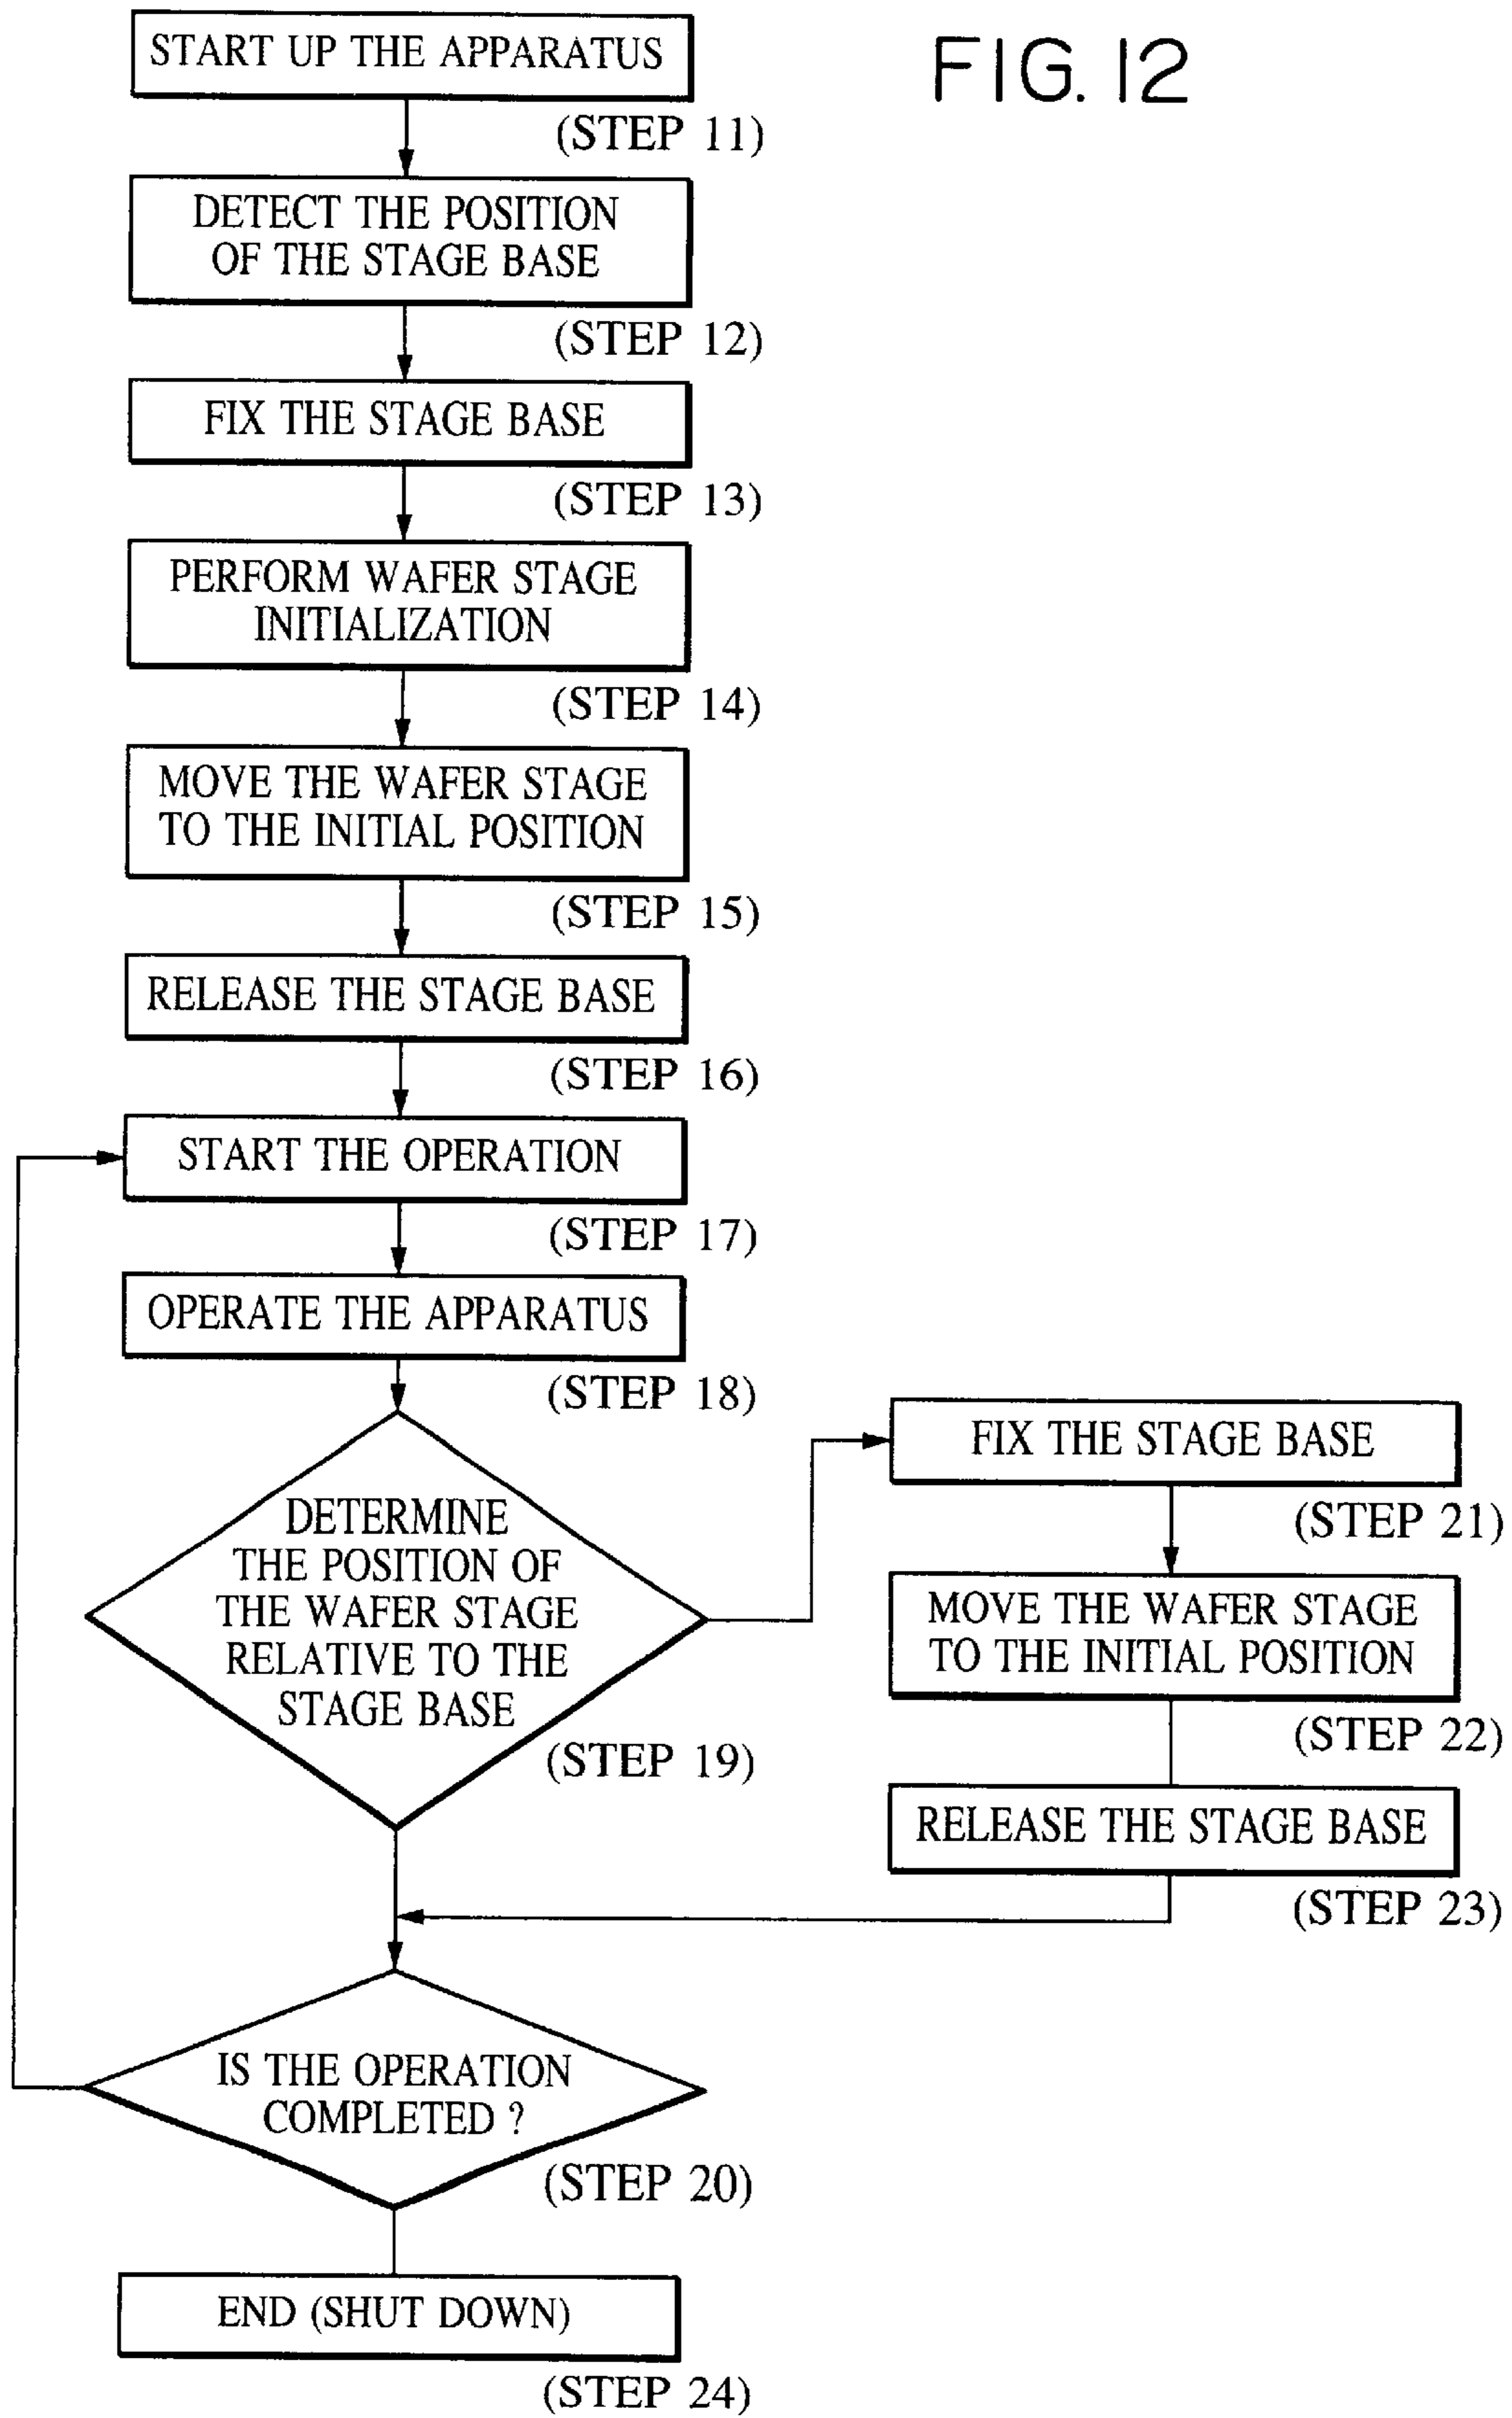 FIG. 12
START UP THE APPARATUS
(STEP 11)
DETECT THE POSITION
OF THE STAGE BASE
(STEP 12)
FIX THE STAGE BASE
(STEP 13)
PERFORM WAFER STAGE
INITIALIZATION
(STEP 14)
MOVE THE WAFER STAGE
TO THE INITIAL POSITION
(STEP 15)
RELEASE THE STAGE BASE
(STEP 16)
START THE OPERATION
(STEP 17)
OPERATE THE APPARATUS
(STEP 18)
DETERMINE
THE POSITION OF
THE WAFER STAGE
RELATIVE TO THE
STAGE BASE
(STEP 19)
FIX THE STAGE BASE
(STEP 21)
MOVE THE WAFER STAGE
TO THE INITIAL POSITION
(STEP 22)
RELEASE THE STAGE BASE
(STEP 23)
IS THE OPERATION
COMPLETED ?
(STEP 20)
END (SHUT DOWN)
(STEP 24)